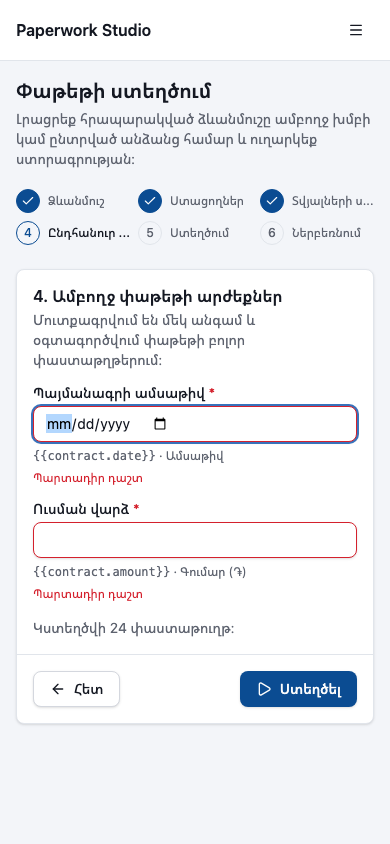 Paperwork Studio
Փաթեթի ստեղծում
Լրացրեք հրապարակված ձևանմուշը ամբողջ խմբի
կամ ընտրված անձանց համար և ուղարկեք
ստորագրության։
Ձևանմուշ
Ստացողներ
Տվյալների ս...
4 Ընդհանուր ...
5 Ստեղծում
6 Ներբեռնում
4. Ամբողջ փաթեթի արժեքներ
Մուտքագրվում են մեկ անգամ և
օգտագործվում փաթեթի բոլոր
փաստաթղթերում։
Պայմանագրի ամսաթիվ *
mm/dd/yyyy
{{contract.date}} · Ամսաթիվ
Պարտադիր դաշտ
Ուսման վարձ *
{{contract.amount}} · Գումար (֏)
Պարտադիր դաշտ
Կստեղծվի 24 փաստաթուղթ։
Հետ
Ստեղծել